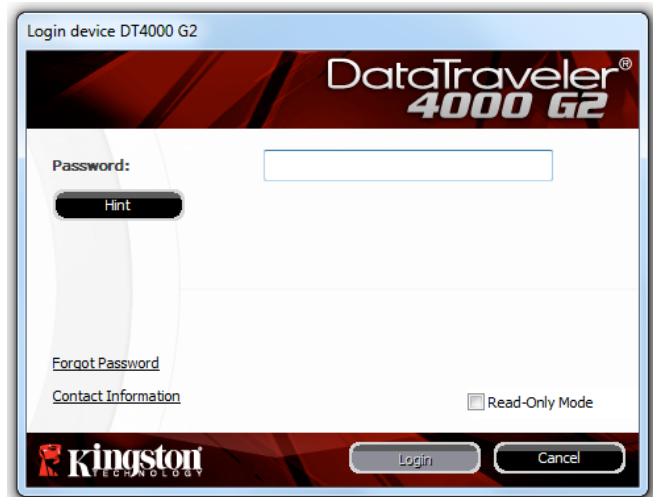 Login device DT4000 G2
DataTraveler®
4000 G2
Password:
Hint
Forgot Password
Contact Information
Read-Only Mode
Kingston
TECHNOLOGY
Login
Cancel